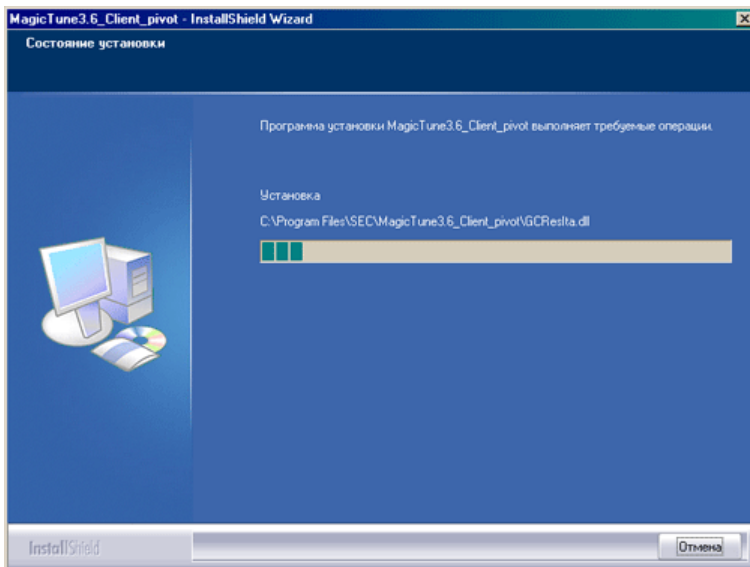 MagicTune3.6_Client_pivot - InstallShield Wizard
Состояние установки
Программа установки MagicTune3.6_Client_pivot выполняет требуемые операции.
Установка
C:\Program Files\SEC\MagicTune3.6_Client_pivot\GCResIta.dll
InstallShield
Отмена